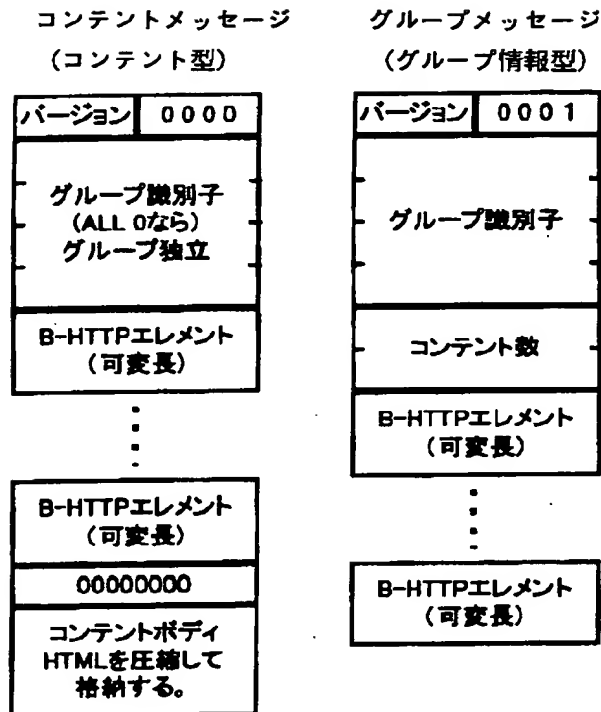 コンテントメッセージ
(コンテント型)
バージョン 0000
グループ識別子
(ALL 0なら)
グループ独立
B-HTTPエレメント
(可変長)
B-HTTPエレメント
(可変長)
00000000
コンテントボディ
HTMLを圧縮して
格納する。
グループメッセージ
(グループ情報型)
バージョン 0001
グループ識別子
コンテント数
B-HTTPエレメント
(可変長)
B-HTTPエレメント
(可変長)